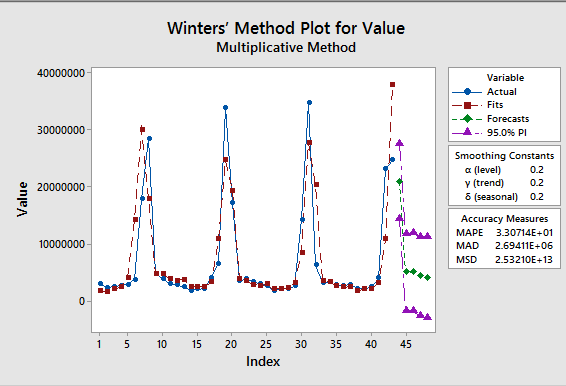 Winters' Method Plot for Value
Multiplicative Method
40000000
30000000
20000000
10000000
0
Value
1 5 10 15 20 25 30 35 40 45
Index
Variable
Actual
Fits
Forecasts
95.0% PI
Smoothing Constants
α (level) 0.2
γ (trend) 0.2
δ (seasonal) 0.2
Accuracy Measures
MAPE 3.30714E+01
MAD 2.69411E+06
MSD 2.53210E+13